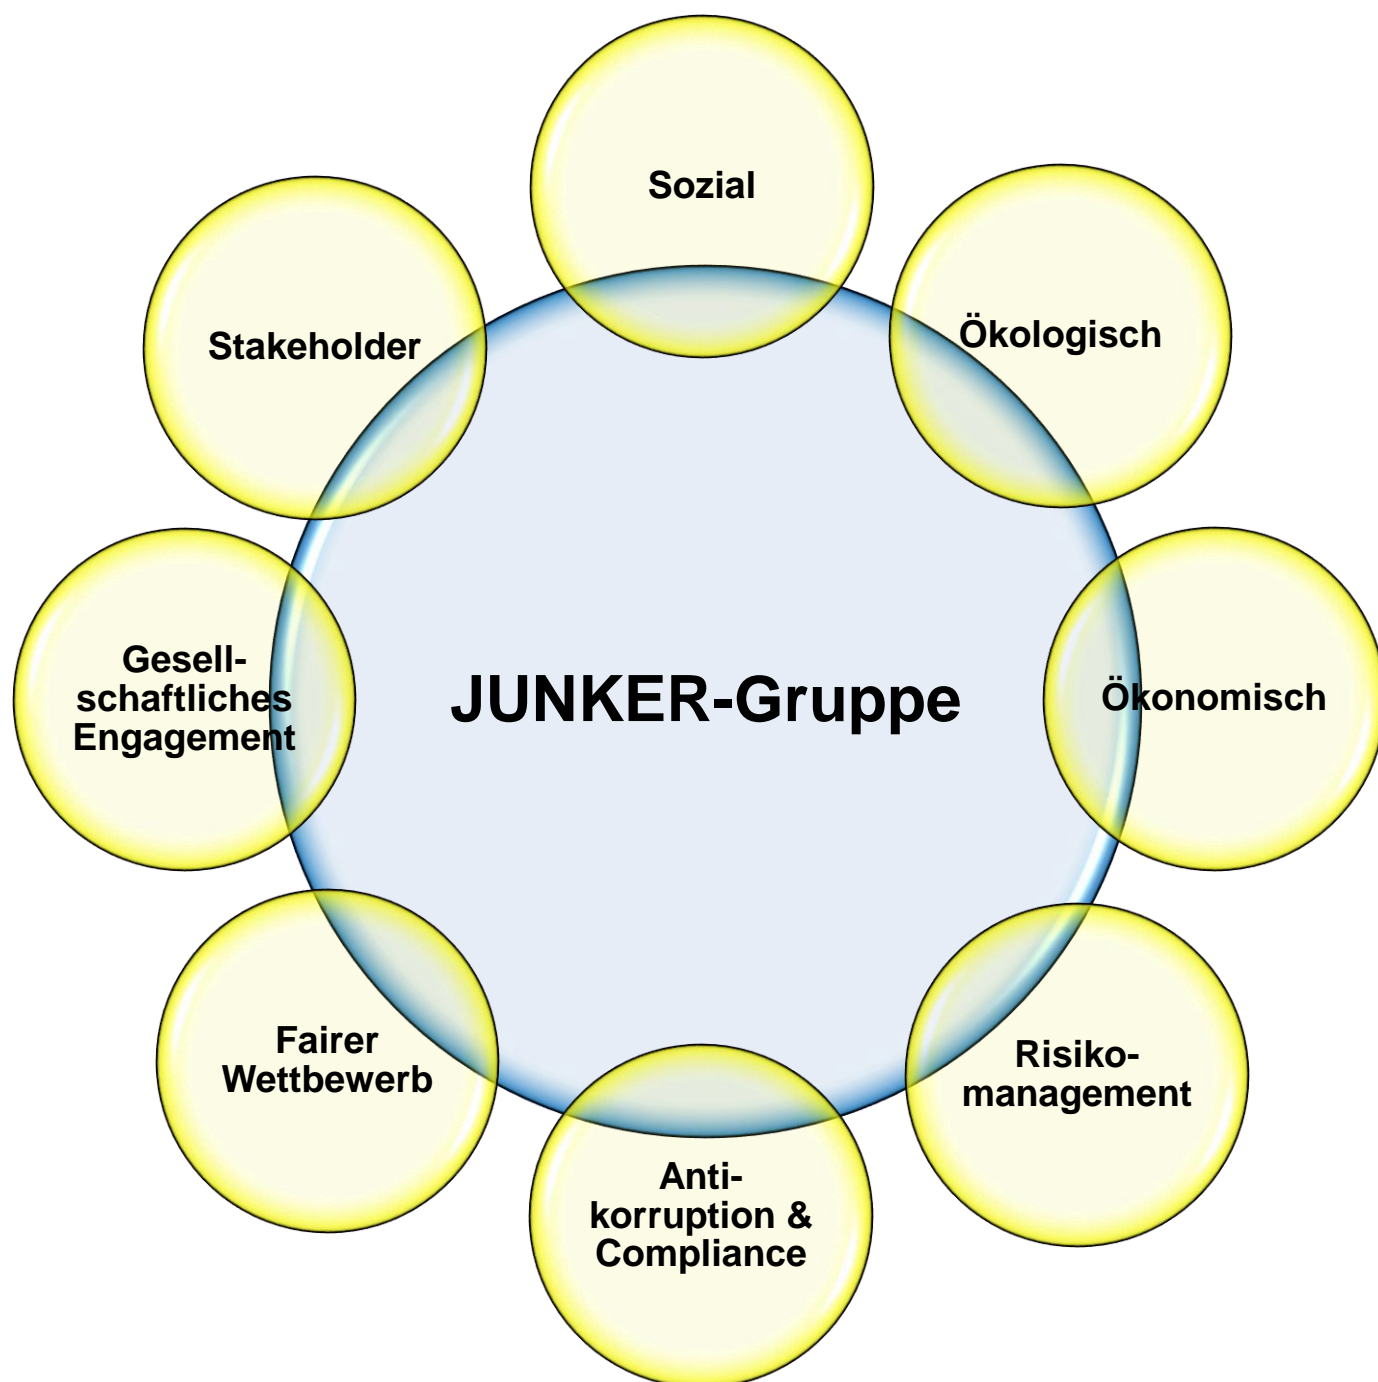 Sozial
Ökologisch
Stakeholder
Gesell-
schaftliches
Engagement
JUNKER-Gruppe
Ökonomisch
Fairer
Wettbewerb
Risiko-
management
Anti-
korruption &
Compliance